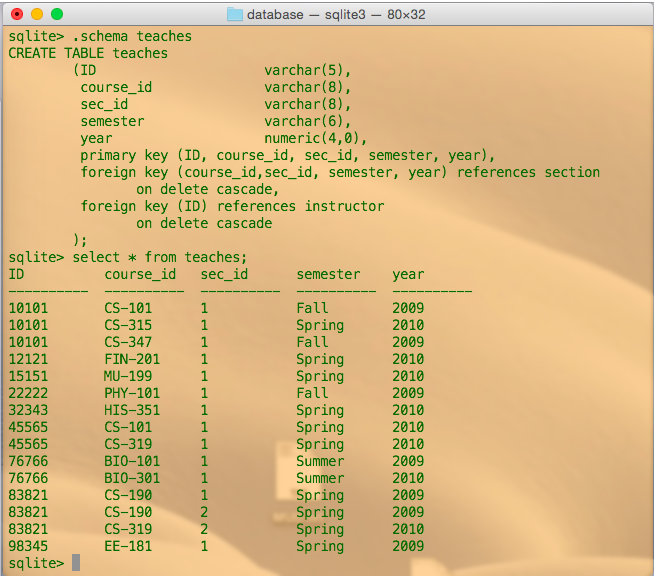 database — sqlite3 — 80×32
sqlite> .schema teaches
CREATE TABLE teaches
        (ID                     varchar(5),
         course_id              varchar(8),
         sec_id                 varchar(8),
         semester               varchar(6),
         year                   numeric(4,0),
         primary key (ID, course_id, sec_id, semester, year),
         foreign key (course_id,sec_id, semester, year) references section
                on delete cascade,
         foreign key (ID) references instructor
                on delete cascade
        );
sqlite> select * from teaches;
ID          course_id   sec_id      semester    year
----------  ----------  ----------  ----------  ----------
10101       CS-101      1           Fall        2009
10101       CS-315      1           Spring      2010
10101       CS-347      1           Fall        2009
12121       FIN-201     1           Spring      2010
15151       MU-199      1           Spring      2010
22222       PHY-101     1           Fall        2009
32343       HIS-351     1           Spring      2010
45565       CS-101      1           Spring      2010
45565       CS-319      1           Spring      2010
76766       BIO-101     1           Summer      2009
76766       BIO-301     1           Summer      2010
83821       CS-190      1           Spring      2009
83821       CS-190      2           Spring      2009
83821       CS-319      2           Spring      2010
98345       EE-181      1           Spring      2009
sqlite>